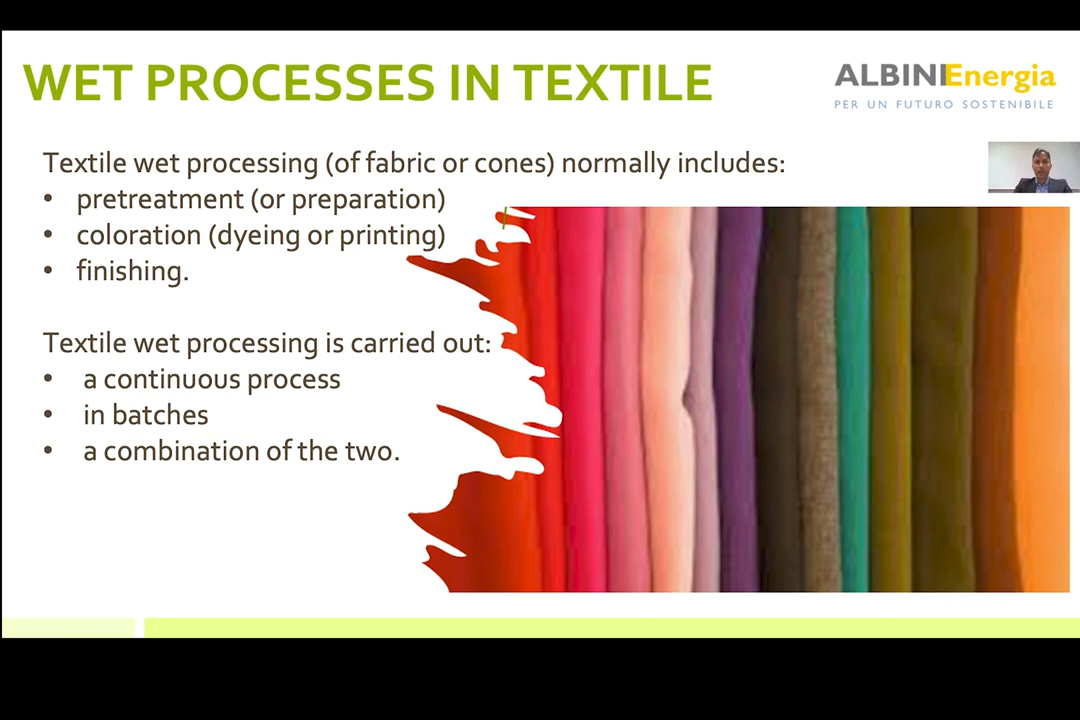 WET PROCESSES IN TEXTILE
ALBINIEnergia
PER UN FUTURO SOSTENIBILE
Textile wet processing (of fabric or cones) normally includes:
• pretreatment (or preparation)
• coloration (dyeing or printing)
• finishing.
Textile wet processing is carried out:
• a continuous process
• in batches
• a combination of the two.